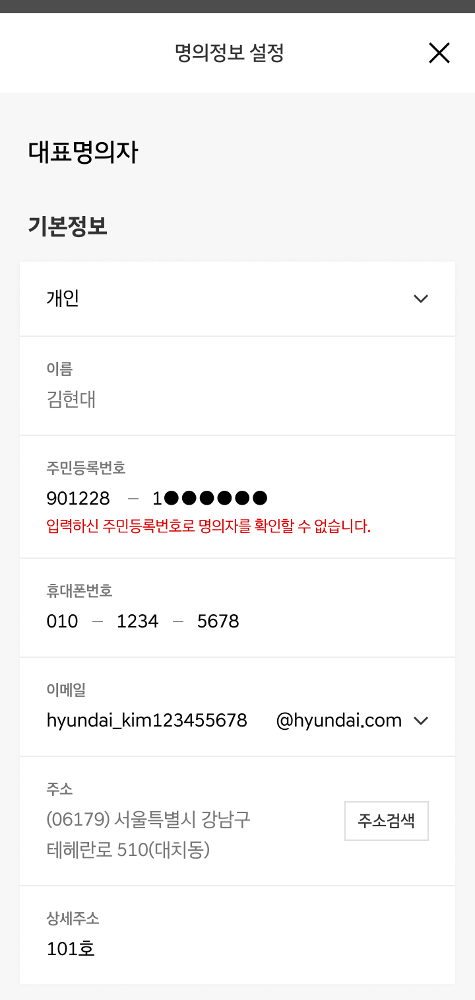 명의정보 설정
대표명의자
기본정보
개인
이름
김현대
주민등록번호
901228 – 1●●●●●●
입력하신 주민등록번호로 명의자를 확인할 수 없습니다.
휴대폰번호
010 – 1234 – 5678
이메일
hyundai_kim123455678 @hyundai.com
주소
(06179) 서울특별시 강남구
테헤란로 510(대치동)
주소검색
상세주소
101호